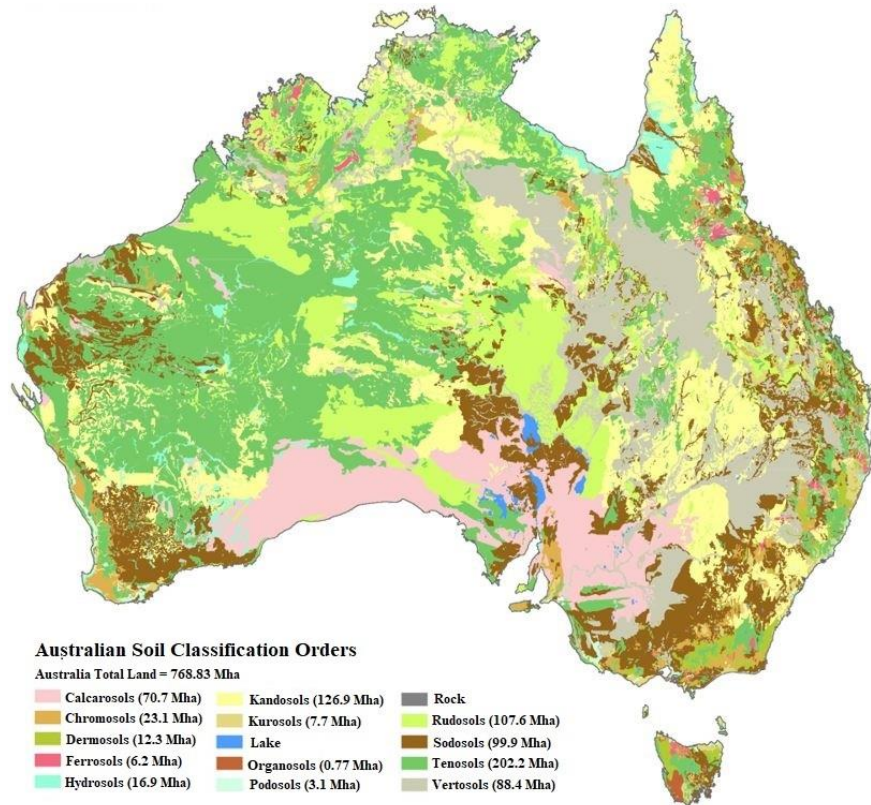 Australian Soil Classification Orders
Australia Total Land = 768.83 Mha
Calcarosols (70.7 Mha)
Chromosols (23.1 Mha)
Dermosols (12.3 Mha)
Ferrosols (6.2 Mha)
Hydrosols (16.9 Mha)
Kandosols (126.9 Mha)
Kurosols (7.7 Mha)
Lake
Organosols (0.77 Mha)
Podosols (3.1 Mha)
Rock
Rudosols (107.6 Mha)
Sodosols (99.9 Mha)
Tenosols (202.2 Mha)
Vertosols (88.4 Mha)